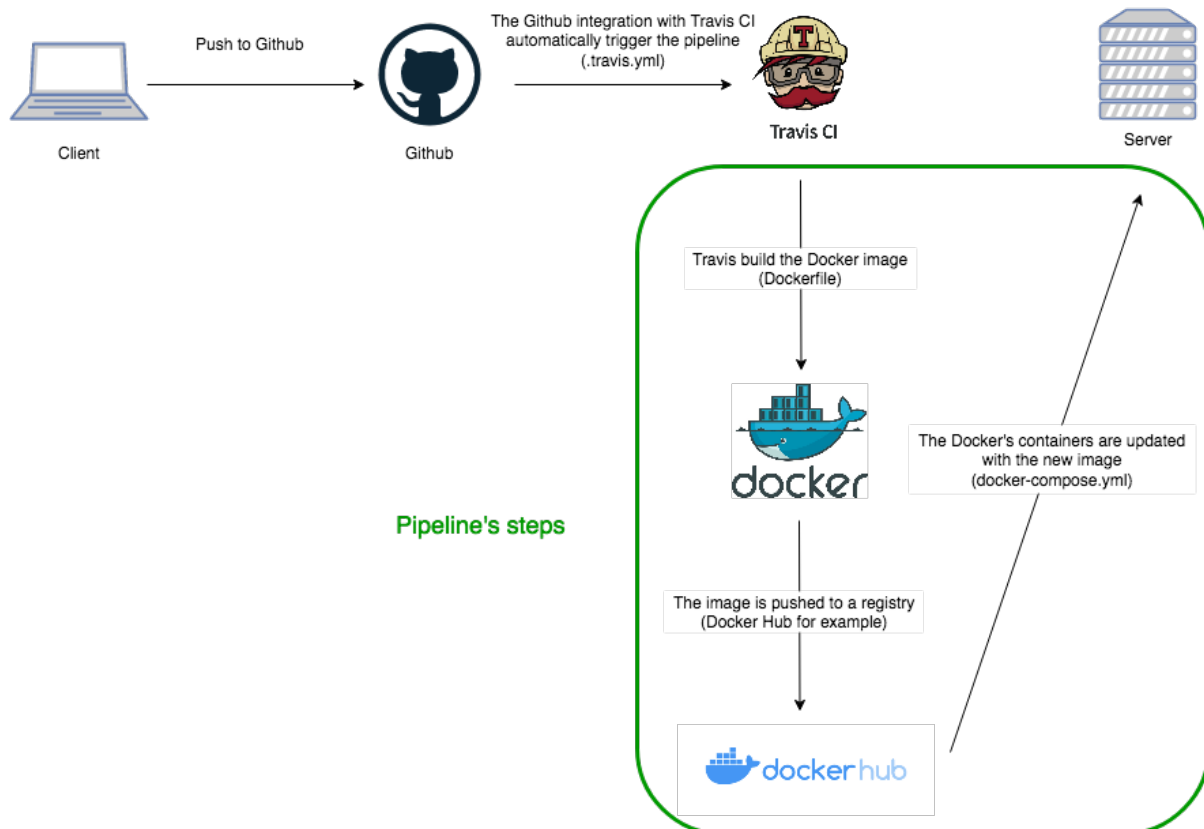 Push to Github
The Github integration with Travis CI
automatically trigger the pipeline
(.travis.yml)
T
Travis CI
Client
Github
Server
Travis build the Docker image
(Dockerfile)
docker
The Docker's containers are updated
with the new image
(docker-compose.yml)
Pipeline's steps
The image is pushed to a registry
(Docker Hub for example)
dockerhub